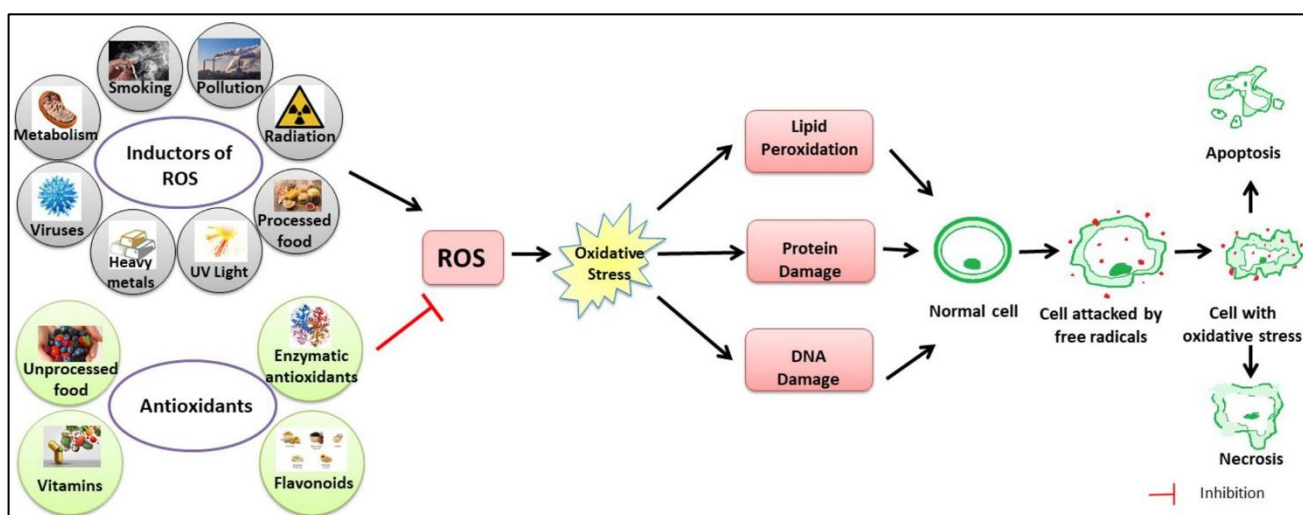 Smoking
Pollution
Metabolism
Radiation
Inductors of
ROS
Viruses
Processed
food
Heavy
metals
UV Light
Unprocessed
food
Enzymatic
antioxidants
Antioxidants
Vitamins
Flavonoids
ROS
Oxidative
Stress
Lipid
Peroxidation
Protein
Damage
DNA
Damage
Normal cell
Cell attacked by
free radicals
Apoptosis
Cell with
oxidative stress
Necrosis
Inhibition